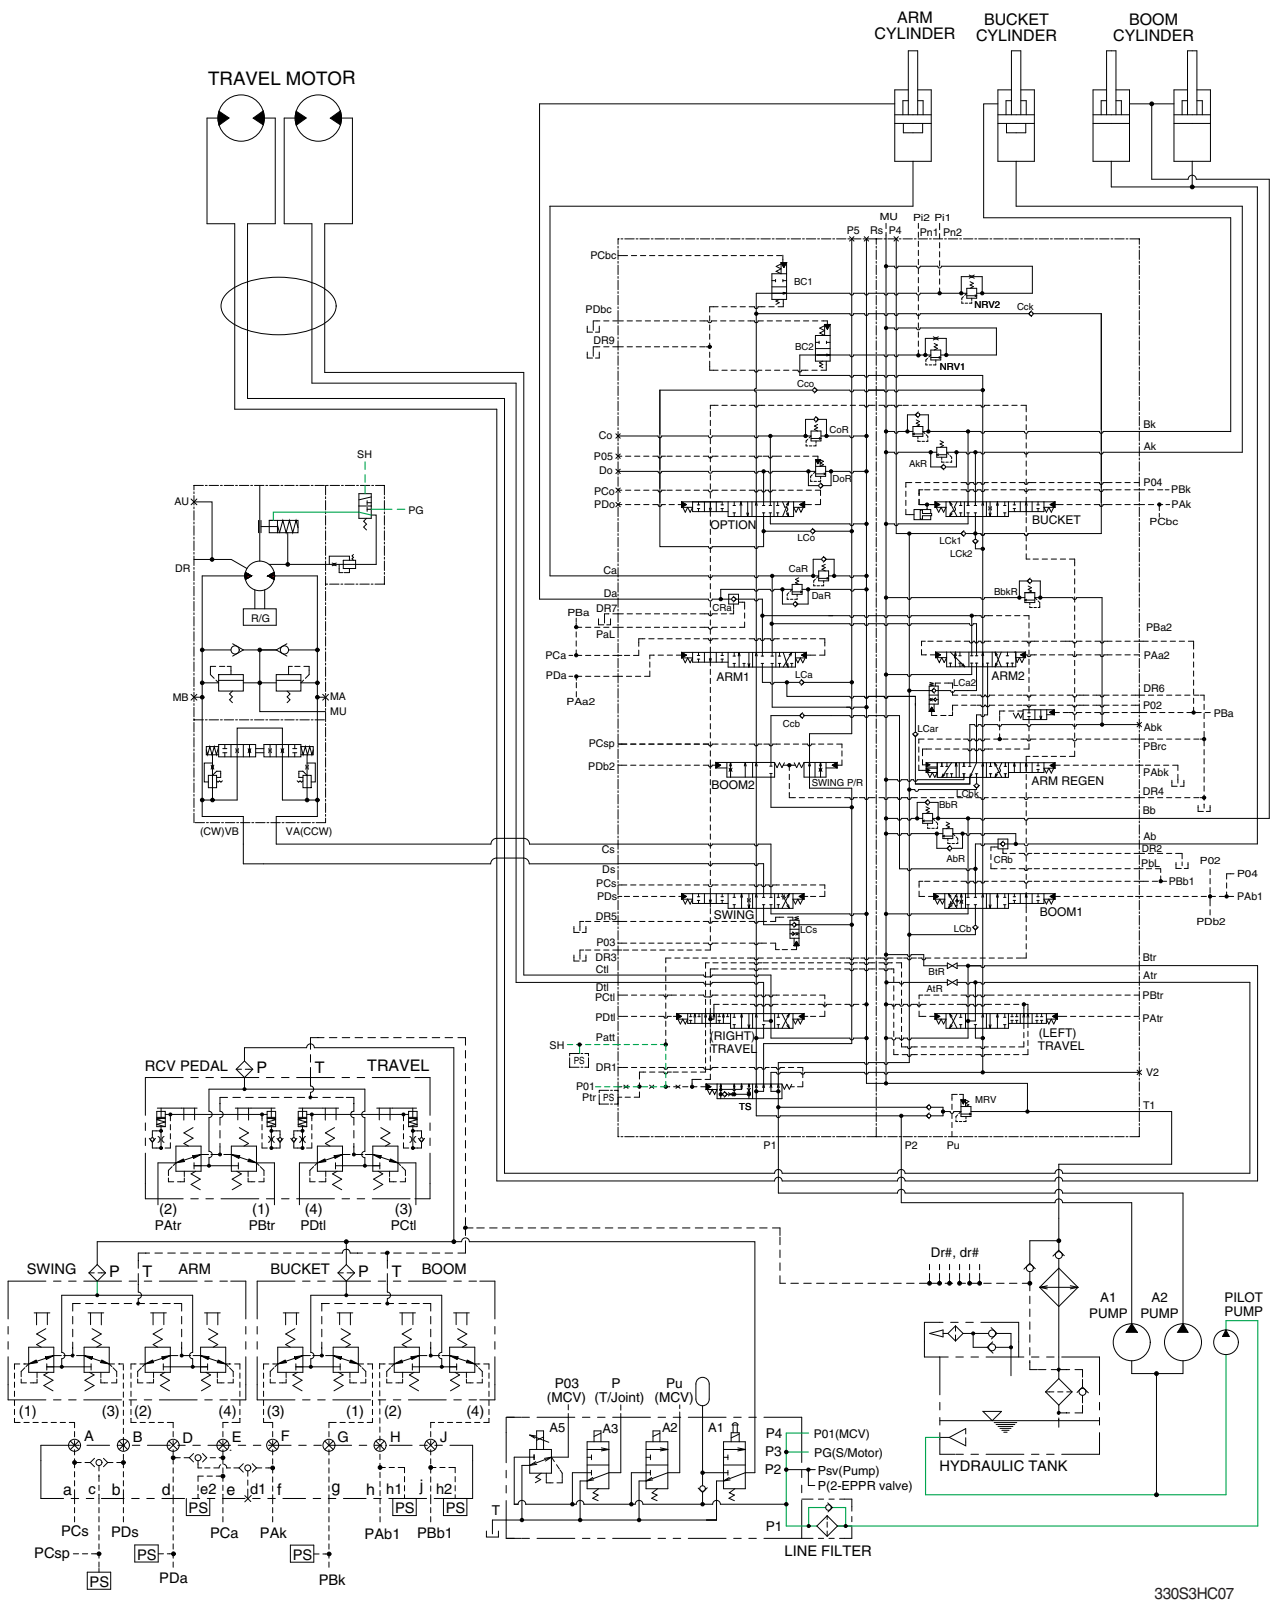 ARM
CYLINDER
BUCKET
CYLINDER
BOOM
CYLINDER
TRAVEL MOTOR
MU Pi2 Pi1
P5 Rs P4 Pn1 Pn2
PCbc
BC1
NRV2
Cck
PDbc
DR9
BC2
NRV1
Cco
Co
CoR
Bk
Ak
P05
Do
DoR
AkR
PCo
PDo
OPTION
P04
PBk
PAk
PCbc
BUCKET
LCo
LCk1
LCk2
SH
AU
PG
DR
R/G
MB
MA
MU
(CW)VB
VA(CCW)
Ca
CaR
Da
CRa
DaR
BbkR
PBa
DR7
PaL
PCa
PDa
PAa2
ARM1
LCa
PBa2
PAa2
ARM2
LCa2
DR6
P02
PBa
Abk
Ccb
LCar
PCsp
PDb2
BOOM2
SWING P/R
PBrc
PAbk
ARM REGEN
LCbk
DR4
BbR
Bb
AbR
CRb
Ab
DR2
PbL
PBb1
P02
P04
PAb1
PDb2
Cs
Ds
PCs
PDs
SWING
BOOM1
DR5
LCs
LCb
P03
DR3
Ctl
Dtl
PCtl
PDtl
(RIGHT)
TRAVEL
BtR
AtR
Btr
Atr
PBtr
PAtr
(LEFT)
TRAVEL
Patt
SH
PS
DR1
P01
Ptr
PS
TS
V2
MRV
T1
P1
P2
Pu
RCV PEDAL
P
T
TRAVEL
(2)
PAtr
(1)
PBtr
(4)
PDtl
(3)
PCtl
SWING
P
T
ARM
BUCKET
P
T
BOOM
(1)
(3)
(2)
(4)
(3)
(1)
(2)
(4)
A
B
D
E
F
G
H
J
a
c
b
d
e2
e
d1
f
g
h
h1
j
h2
PS
PS
PS
PCs
PDs
PCa
PAk
PAb1
PBb1
PCsp
PS
PS
PDa
PS
PBk
P03
(MCV)
P
(T/Joint)
Pu
(MCV)
A5
A3
A2
A1
T
P4
P01(MCV)
P3
PG(S/Motor)
P2
Psv(Pump)
P(2-EPPR valve)
P1
LINE FILTER
Dr#, dr#
A1
PUMP
A2
PUMP
PILOT
PUMP
HYDRAULIC TANK
330S3HC07